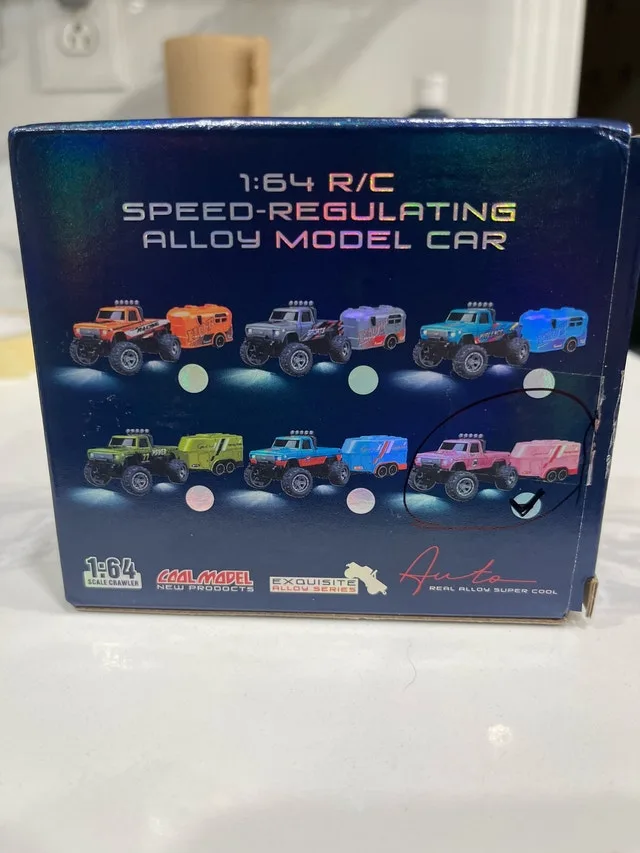 1:64 R/C
SPEED-REGULATING
ALLOY MODEL CAR
1:64
SCALE CRAWLER
COOL MODEL
NEW PRODOCTS
EXQUISITE
ALLOY SERIES
Auto
REAL ALLOY SUPER COOL